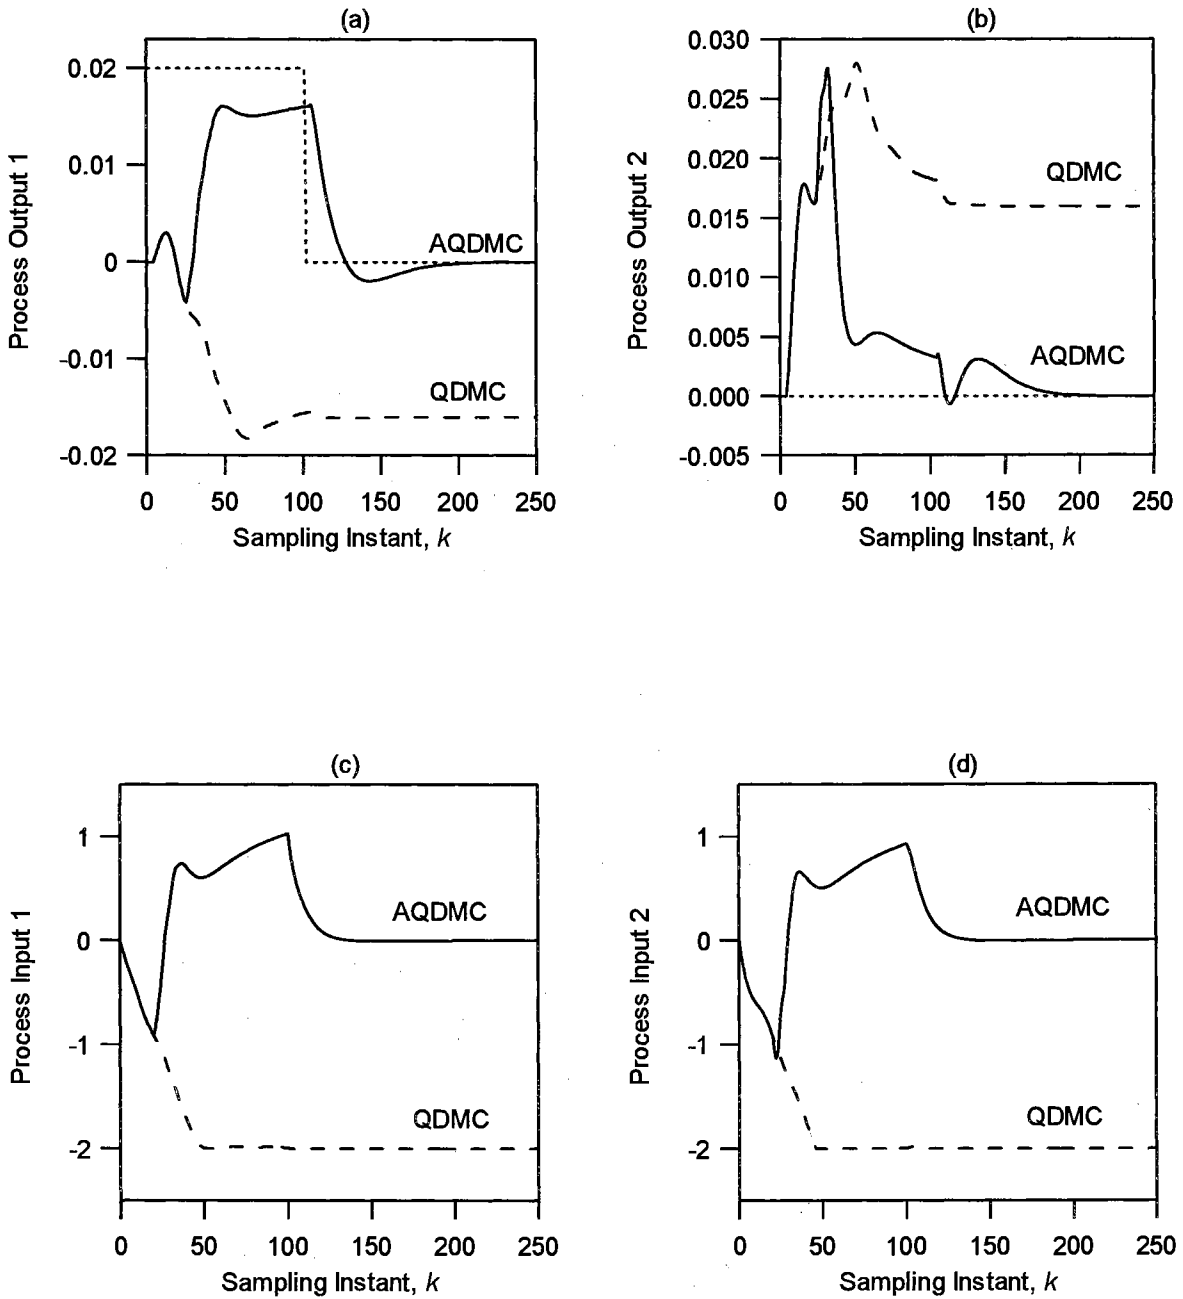 (a)
0.02
0.01
0
-0.01
-0.02
Process Output 1
AQDMC
QDMC
0 50 100 150 200 250
Sampling Instant, k
(b)
0.030
0.025
0.020
0.015
0.010
0.005
0.000
-0.005
Process Output 2
QDMC
AQDMC
0 50 100 150 200 250
Sampling Instant, k
(c)
1
0
-1
-2
Process Input 1
AQDMC
QDMC
0 50 100 150 200 250
Sampling Instant, k
(d)
1
0
-1
-2
Process Input 2
AQDMC
QDMC
0 50 100 150 200 250
Sampling Instant, k